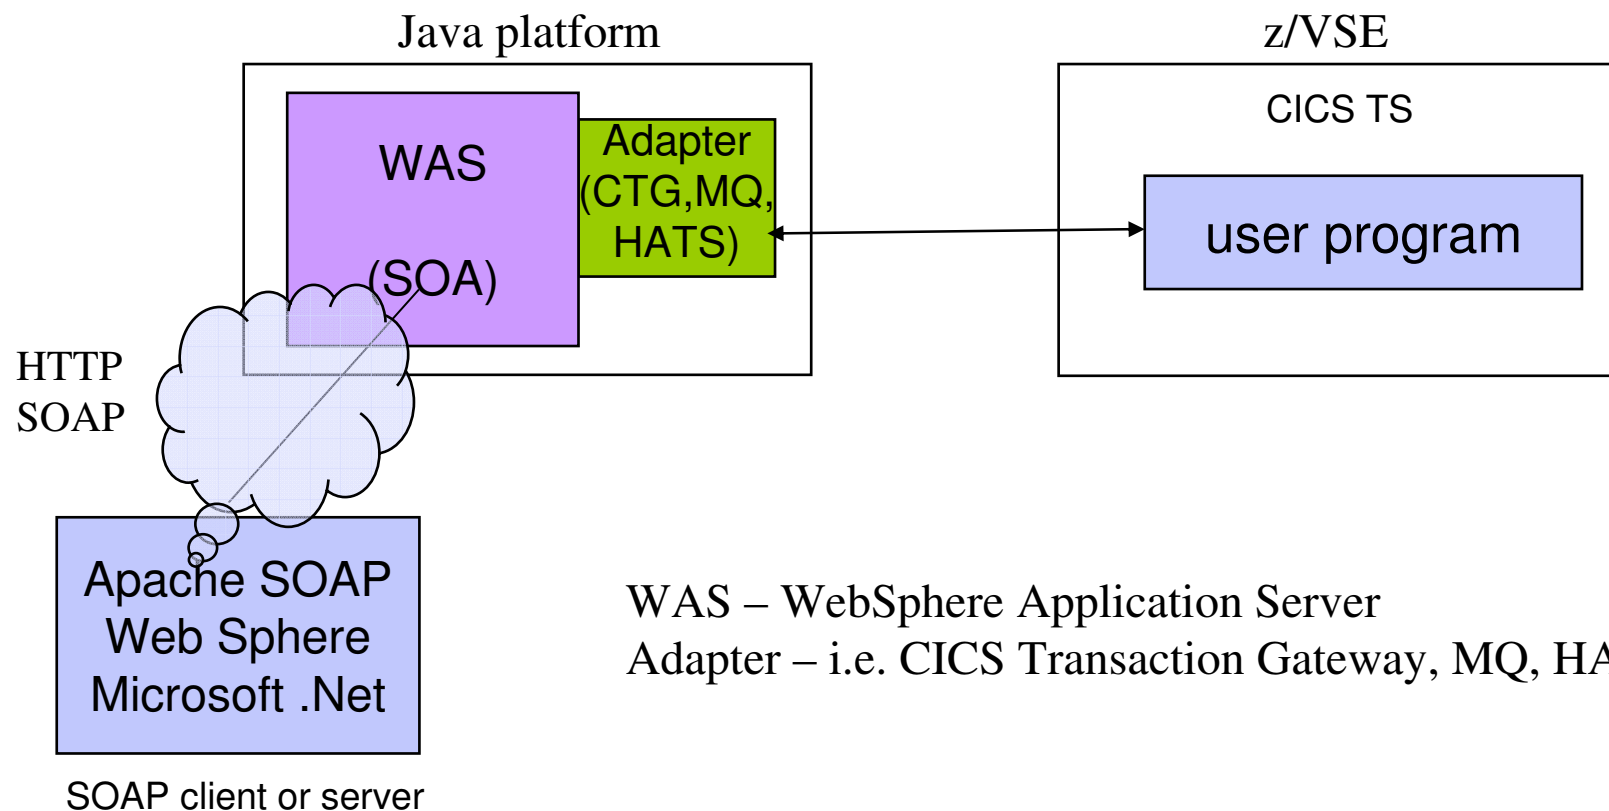 Java platform
z/VSE
WAS
(SOA)
Adapter
(CTG,MQ,
HATS)
CICS TS
user program
HTTP
SOAP
Apache SOAP
Web Sphere
Microsoft .Net
SOAP client or server
WAS – WebSphere Application Server
Adapter – i.e. CICS Transaction Gateway, MQ,